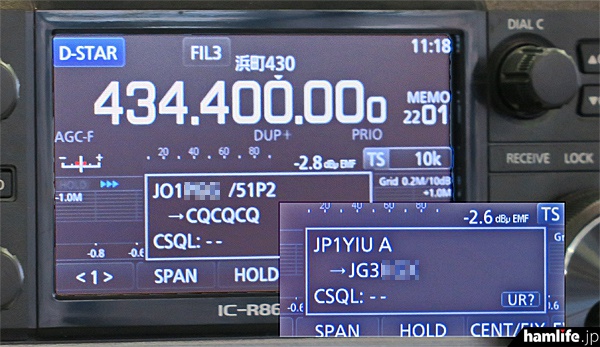 DIAL C
D-STAR
FIL3
11:18
浜町430
434.400.000
MEMO
2201
AGC-F
DUP+
PRIO
20 40 60 80
-2.8 dBμ EMF
TS
10k
RECEIVE LOCK
HOLD
Grid 0.2M/10dB
-1.0M
+1.0M
JO1 /51P2
→CQCQCQ
CSQL: --
-0.8
<1>
SPAN
HOLD
IC-R86
20 40 60 80
-2.6 dBμ EMF
TS
JP1YIU A
→JG3
CSQL: --
UR?
SPAN
HOLD
hamlife.jp